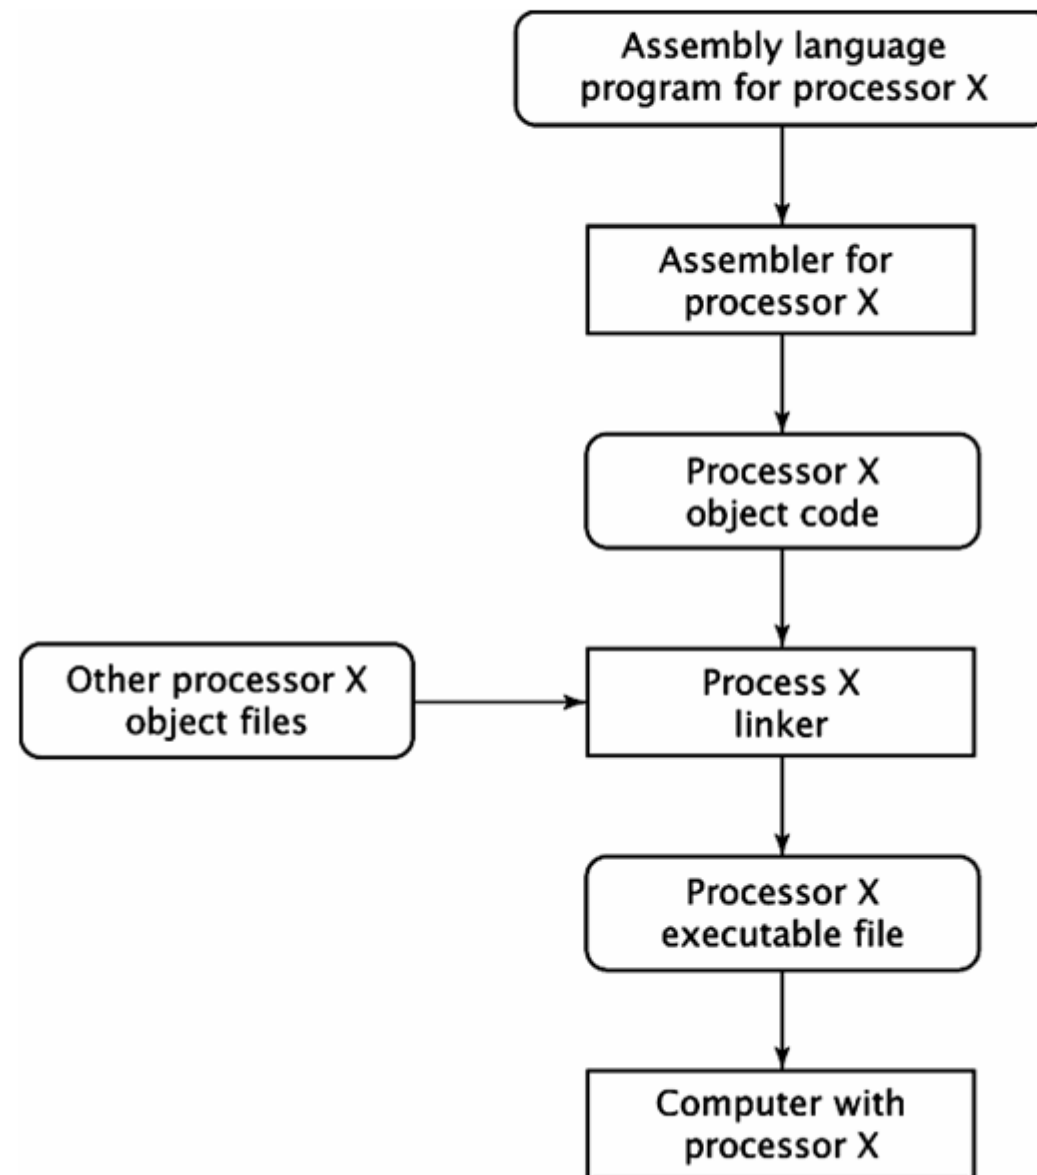 Assembly language
program for processor X
Assembler for
processor X
Processor X
object code
Other processor X
object files
Process X
linker
Processor X
executable file
Computer with
processor X